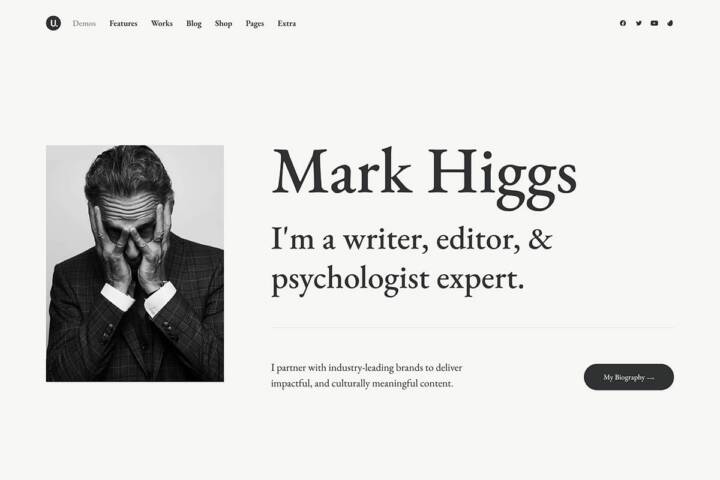 U.
Demos Features Works Blog Shop Pages Extra
Mark Higgs
I'm a writer, editor, &
psychologist expert.
I partner with industry-leading brands to deliver
impactful, and culturally meaningful content.
My Biography —